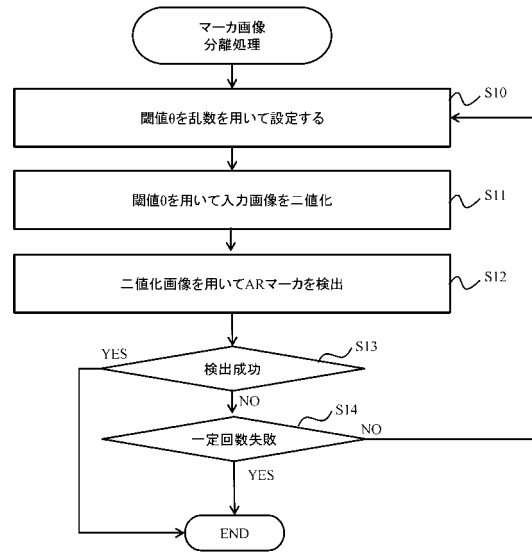 マーカ画像
分離処理
S10
閾値θを乱数を用いて設定する
S11
閾値θを用いて入力画像を二値化
S12
二値化画像を用いてARマーカを検出
S13
YES
検出成功
NO
S14
一定回数失敗
NO
YES
END